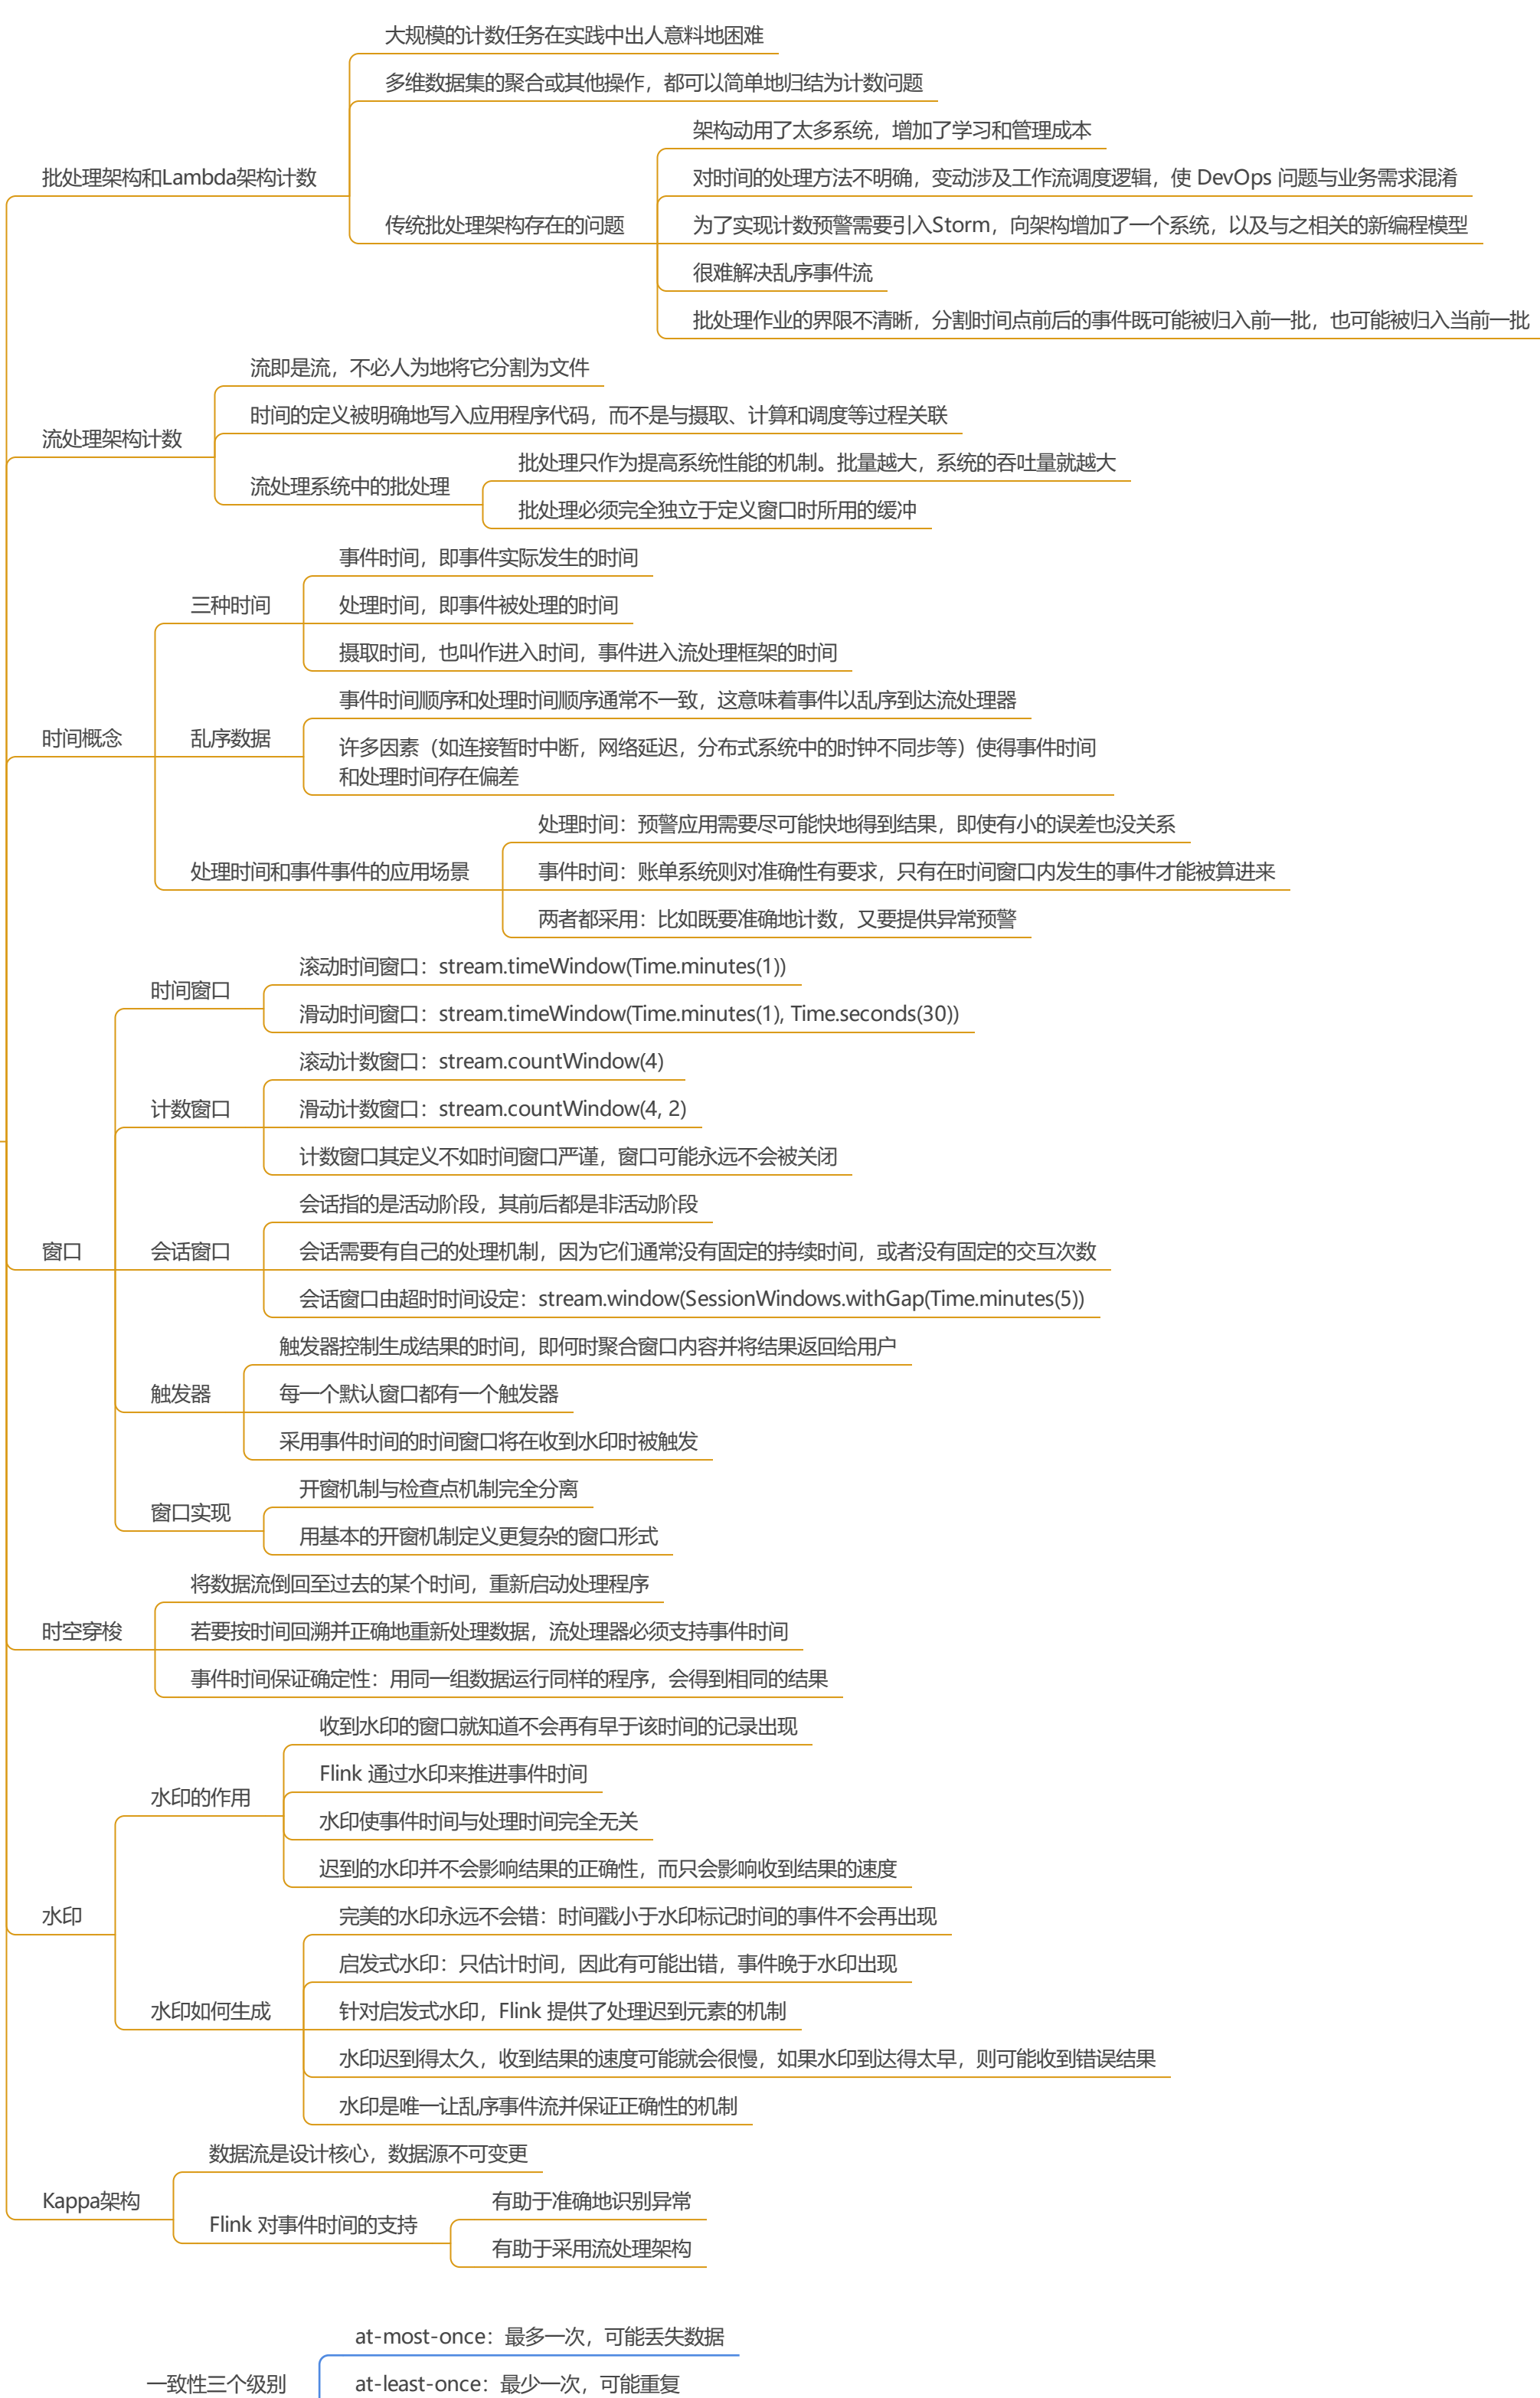 大规模的计数任务在实践中出人意料地困难
多维数据集的聚合或其他操作，都可以简单地归结为计数问题
架构动用了太多系统，增加了学习和管理成本
批处理架构和Lambda架构计数
对时间的处理方法不明确，变动涉及工作流调度逻辑，使 DevOps 问题与业务需求混淆
传统批处理架构存在的问题
为了实现计数预警需要引入Storm，向架构增加了一个系统，以及与之相关的新编程模型
很难解决乱序事件流
批处理作业的界限不清晰，分割时间点前后的事件既可能被归入前一批，也可能被归入当前一批
流即是流，不必人为地将它分割为文件
时间的定义被明确地写入应用程序代码，而不是与摄取、计算和调度等过程关联
流处理架构计数
批处理只作为提高系统性能的机制。批量越大，系统的吞吐量就越大
流处理系统中的批处理
批处理必须完全独立于定义窗口时所用的缓冲
事件时间，即事件实际发生的时间
三种时间
处理时间，即事件被处理的时间
摄取时间，也叫作进入时间，事件进入流处理框架的时间
事件时间顺序和处理时间顺序通常不一致，这意味着事件以乱序到达流处理器
时间概念
乱序数据
许多因素（如连接暂时中断，网络延迟，分布式系统中的时钟不同步等）使得事件时间
和处理时间存在偏差
处理时间：预警应用需要尽可能快地得到结果，即使有小的误差也没关系
处理时间和事件事件的应用场景
事件时间：账单系统则对准确性有要求，只有在时间窗口内发生的事件才能被算进来
两者都采用：比如既要准确地计数，又要提供异常预警
滚动时间窗口：stream.timeWindow(Time.minutes(1))
时间窗口
滑动时间窗口：stream.timeWindow(Time.minutes(1), Time.seconds(30))
滚动计数窗口：stream.countWindow(4)
计数窗口
滑动计数窗口：stream.countWindow(4, 2)
计数窗口其定义不如时间窗口严谨，窗口可能永远不会被关闭
会话指的是活动阶段，其前后都是非活动阶段
窗口
会话窗口
会话需要有自己的处理机制，因为它们通常没有固定的持续时间，或者没有固定的交互次数
会话窗口由超时时间设定：stream.window(SessionWindows.withGap(Time.minutes(5))
触发器控制生成结果的时间，即何时聚合窗口内容并将结果返回给用户
触发器
每一个默认窗口都有一个触发器
采用事件时间的时间窗口将在收到水印时被触发
开窗机制与检查点机制完全分离
窗口实现
用基本的开窗机制定义更复杂的窗口形式
将数据流倒回至过去的某个时间，重新启动处理程序
时空穿梭
若要按时间回溯并正确地重新处理数据，流处理器必须支持事件时间
事件时间保证确定性：用同一组数据运行同样的程序，会得到相同的结果
收到水印的窗口就知道不会再有早于该时间的记录出现
Flink 通过水印来推进事件时间
水印的作用
水印使事件时间与处理时间完全无关
迟到的水印并不会影响结果的正确性，而只会影响收到结果的速度
水印
完美的水印永远不会错：时间戳小于水印标记时间的事件不会再出现
启发式水印：只估计时间，因此有可能出错，事件晚于水印出现
水印如何生成
针对启发式水印，Flink 提供了处理迟到元素的机制
水印迟到得太久，收到结果的速度可能就会很慢，如果水印到达得太早，则可能收到错误结果
水印是唯一让乱序事件流并保证正确性的机制
数据流是设计核心，数据源不可变更
Kappa架构
有助于准确地识别异常
Flink 对事件时间的支持
有助于采用流处理架构
at-most-once：最多一次，可能丢失数据
一致性三个级别
at-least-once：最少一次，可能重复